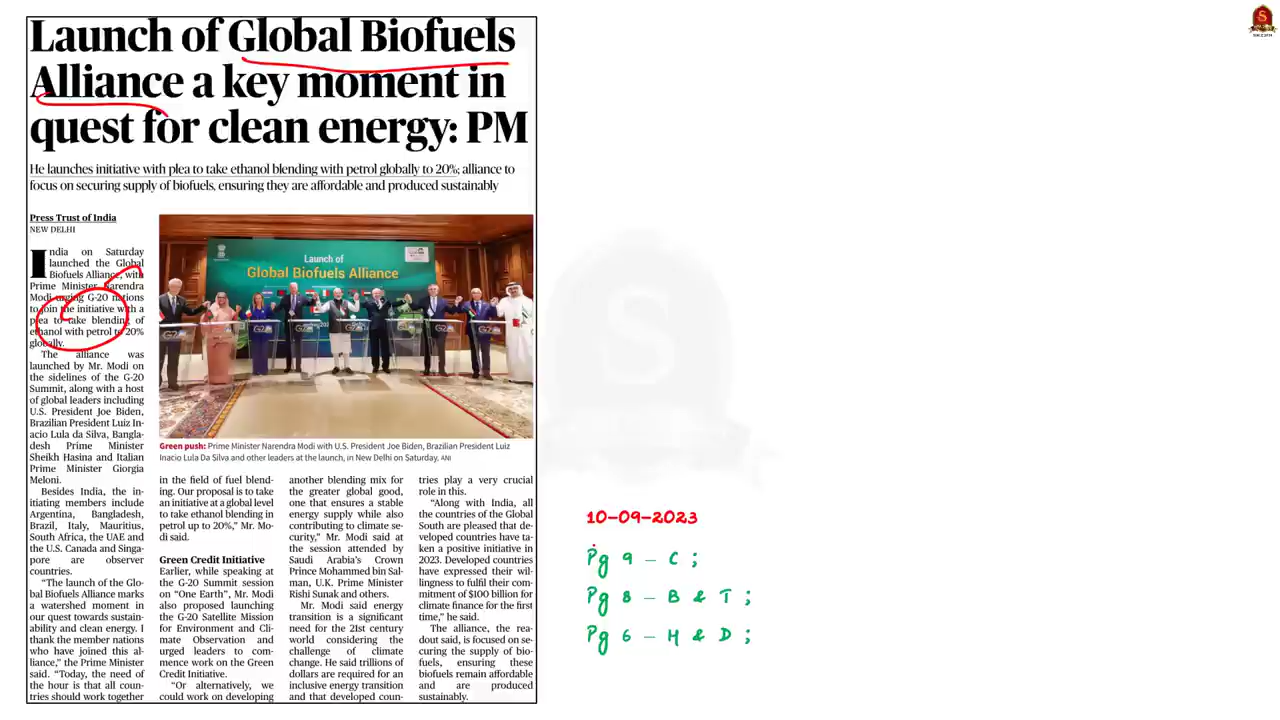 Launch of Global Biofuels
Alliance a key moment in
quest for clean energy: PM
He launches initiative with plea to take ethanol blending with petrol globally to 20%; alliance to
focus on securing supply of biofuels, ensuring they are affordable and produced sustainably
Press Trust of India
NEW DELHI
India on Saturday
launched the Global
Biofuels Alliance, with
Prime Minister Narendra
Modi urging G-20 nations
to join the initiative with a
plea to take blending of
ethanol with petrol to 20%
globally.
The alliance was
launched by Mr. Modi on
the sidelines of the G-20
Summit, along with a host
of global leaders including
U.S. President Joe Biden,
Brazilian President Luiz In-
acio Lula da Silva, Bangla-
desh Prime Minister
Sheikh Hasina and Italian
Prime Minister Giorgia
Meloni.
Besides India, the in-
itiating members include
Argentina, Bangladesh,
Brazil, Italy, Mauritius,
South Africa, the UAE and
the U.S. Canada and Singa-
pore are observer
countries.
"The launch of the Glo-
bal Biofuels Alliance marks
a watershed moment in
our quest towards sustain-
ability and clean energy. I
thank the member nations
who have joined this al-
liance," the Prime Minister
said. "Today, the need of
the hour is that all coun-
tries should work together
Launch of
Global Biofuels Alliance
Green push: Prime Minister Narendra Modi with U.S. President Joe Biden, Brazilian President Luiz
Inacio Lula Da Silva and other leaders at the launch, in New Delhi on Saturday. ANI
in the field of fuel blend-
ing. Our proposal is to take
an initiative at a global level
to take ethanol blending in
petrol up to 20%," Mr. Mo-
di said.
Green Credit Initiative
Earlier, while speaking at
the G-20 Summit session
on "One Earth", Mr. Modi
also proposed launching
the G-20 Satellite Mission
for Environment and Cli-
mate Observation and
urged leaders to com-
mence work on the Green
Credit Initiative.
"Or alternatively, we
could work on developing
another blending mix for
the greater global good,
one that ensures a stable
energy supply while also
contributing to climate se-
curity," Mr. Modi said at
the session attended by
Saudi Arabia's Crown
Prince Mohammed bin Sal-
man, U.K. Prime Minister
Rishi Sunak and others.
Mr. Modi said energy
transition is a significant
need for the 21st century
world considering the
challenge of climate
change. He said trillions of
dollars are required for an
inclusive energy transition
and that developed coun-
tries play a very crucial
role in this.
"Along with India, all
the countries of the Global
South are pleased that de-
veloped countries have ta-
ken a positive initiative in
2023. Developed countries
have expressed their wil-
lingness to fulfil their com-
mitment of $100 billion for
climate finance for the first
time," he said.
The alliance, the rea-
dout said, is focused on se-
curing the supply of bio-
fuels, ensuring these
biofuels remain affordable
and are produced
sustainably.
10-09-2023
Pg 9 - C ;
Pg 8 - B & T ;
Pg 6 - H & D ;
S